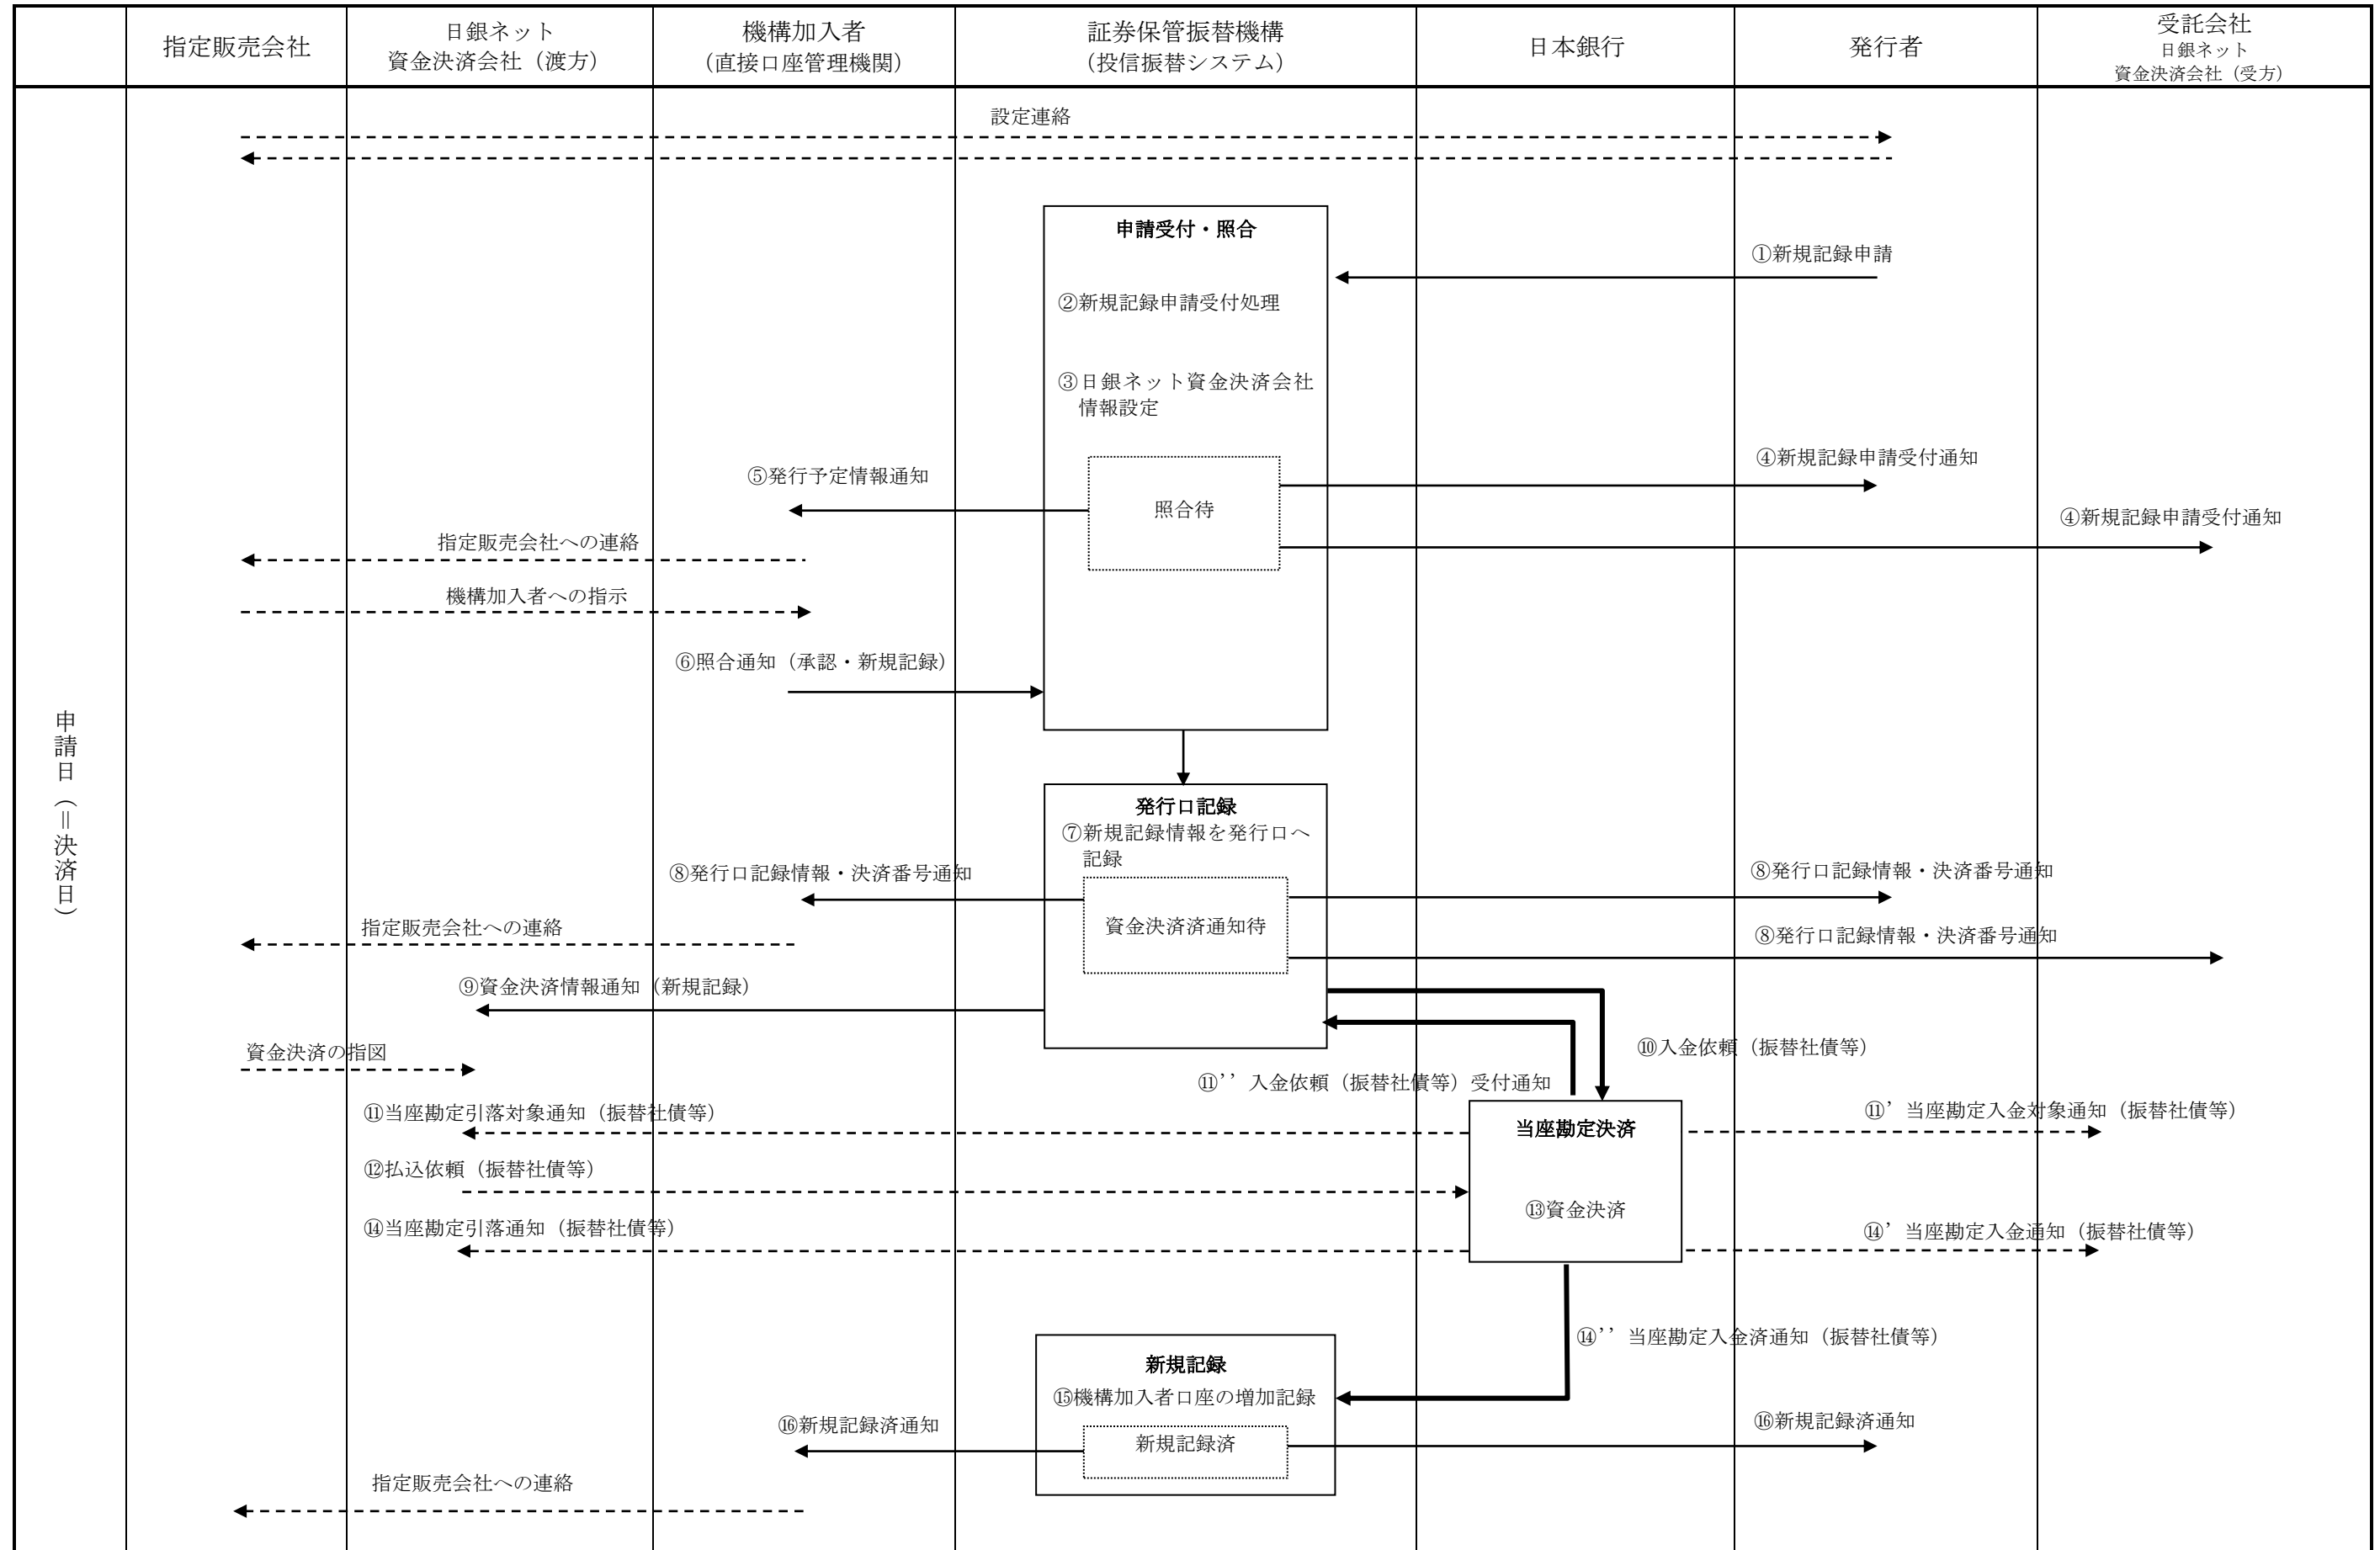 指定販売会社
日銀ネット
資金決済会社（渡方）
機構加入者
（直接口座管理機関）
証券保管振替機構
（投信振替システム）
日本銀行
発行者
受託会社
日銀ネット
資金決済会社（受方）
申請日（＝決済日）
設定連絡
申請受付・照合
①新規記録申請
②新規記録申請受付処理
③日銀ネット資金決済会社
情報設定
④新規記録申請受付通知
⑤発行予定情報通知
照合待
④新規記録申請受付通知
指定販売会社への連絡
機構加入者への指示
⑥照合通知（承認・新規記録）
発行口記録
⑦新規記録情報を発行口へ
記録
⑧発行口記録情報・決済番号通知
⑧発行口記録情報・決済番号通知
資金決済済通知待
指定販売会社への連絡
⑧発行口記録情報・決済番号通知
⑨資金決済情報通知（新規記録）
資金決済の指図
⑩入金依頼（振替社債等）
⑪’’入金依頼（振替社債等）受付通知
⑪当座勘定引落対象通知（振替社債等）
⑪’当座勘定入金対象通知（振替社債等）
当座勘定決済
⑫払込依頼（振替社債等）
⑬資金決済
⑭当座勘定引落通知（振替社債等）
⑭’当座勘定入金通知（振替社債等）
⑭’’当座勘定入金済通知（振替社債等）
新規記録
⑮機構加入者口座の増加記録
⑯新規記録済通知
⑯新規記録済通知
新規記録済
指定販売会社への連絡